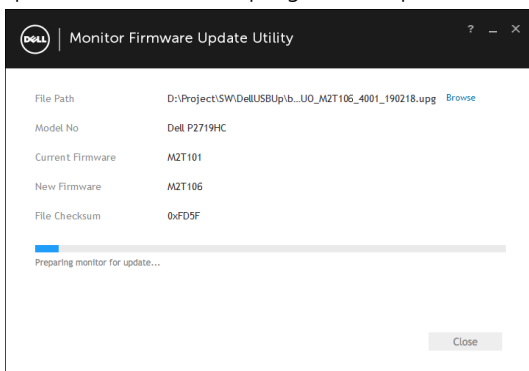 DELL Monitor Firmware Update Utility ? _ X
File Path D:\Project\SW\DellUSBUp\b...UO_M2T106_4001_190218.upg Browse
Model No Dell P2719HC
Current Firmware M2T101
New Firmware M2T106
File Checksum 0xFD5F
Preparing monitor for update...
Close